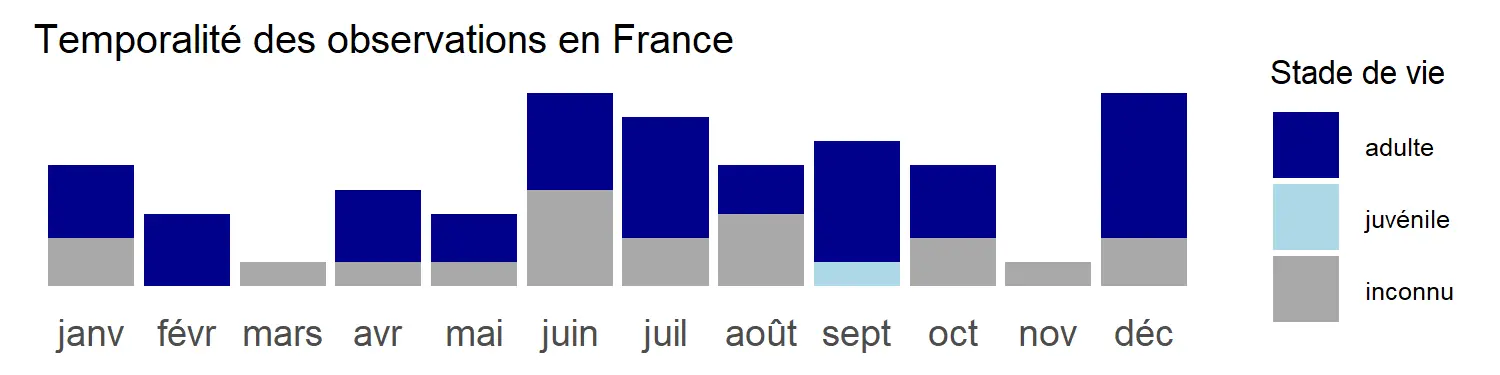 Temporalité des observations en France
Stade de vie
adulte
juvénile
inconnu
janv févr mars avr mai juin juil août sept oct nov déc